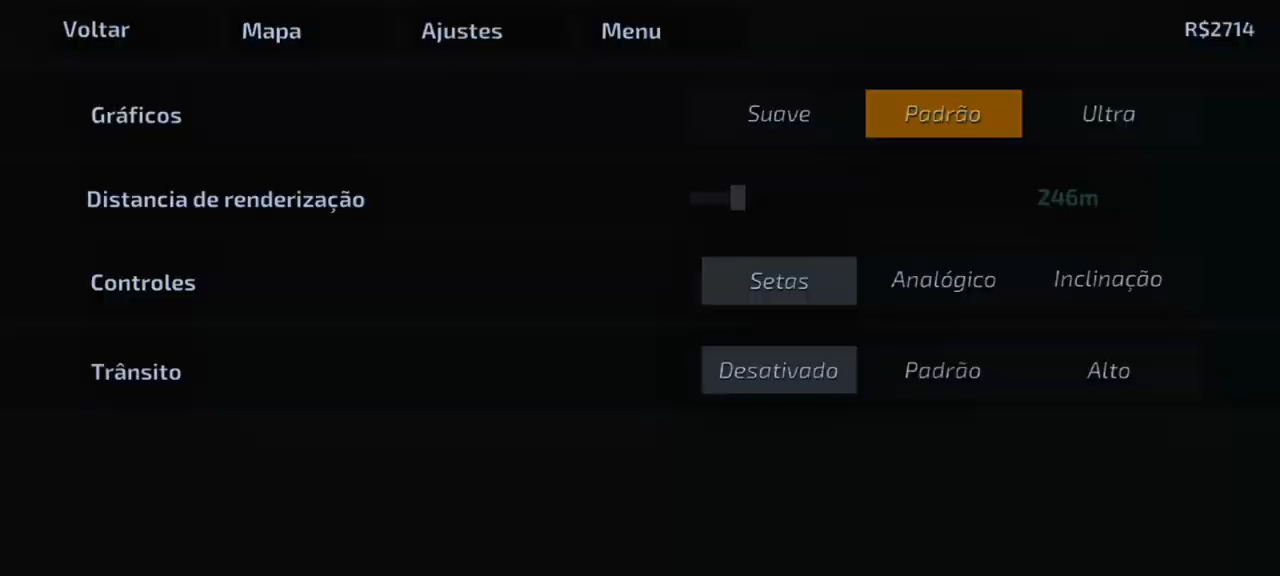 Voltar Mapa Ajustes Menu R$2714
Gráficos Suave Padrão Ultra
Distancia de renderização 246m
Controles Setas Analógico Inclinação
Trânsito Desativado Padrão Alto